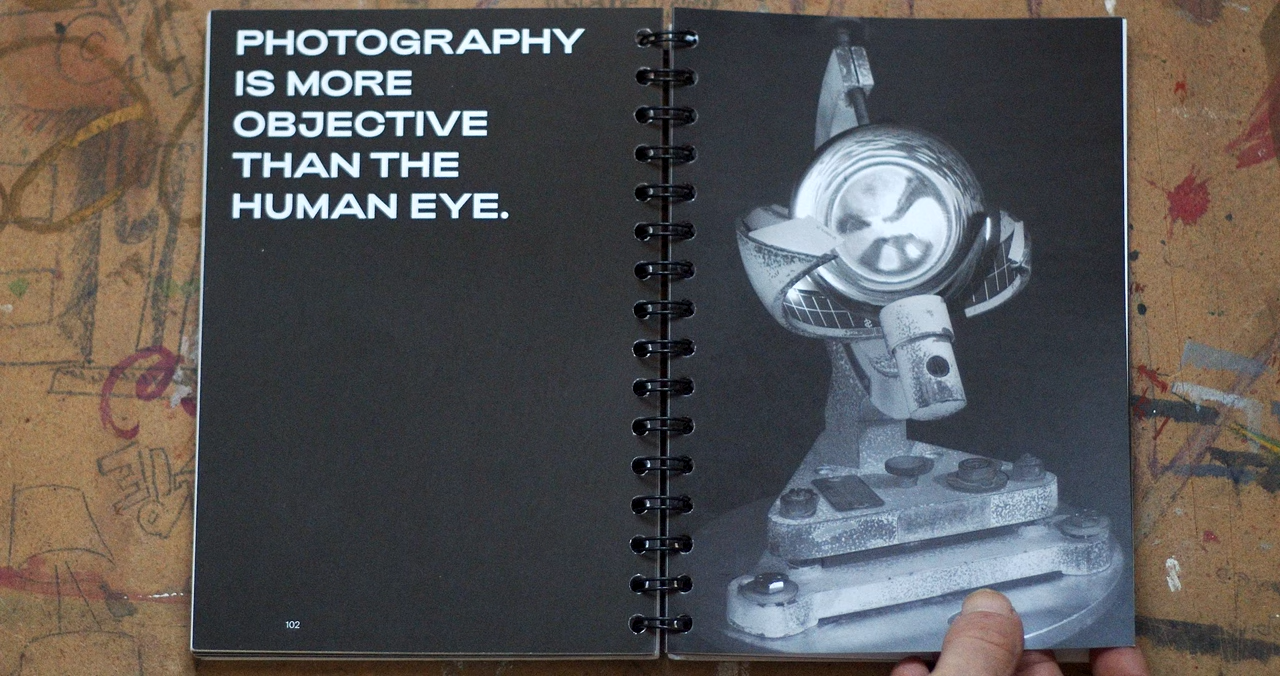 PHOTOGRAPHY
IS MORE
OBJECTIVE
THAN THE
HUMAN EYE.
102